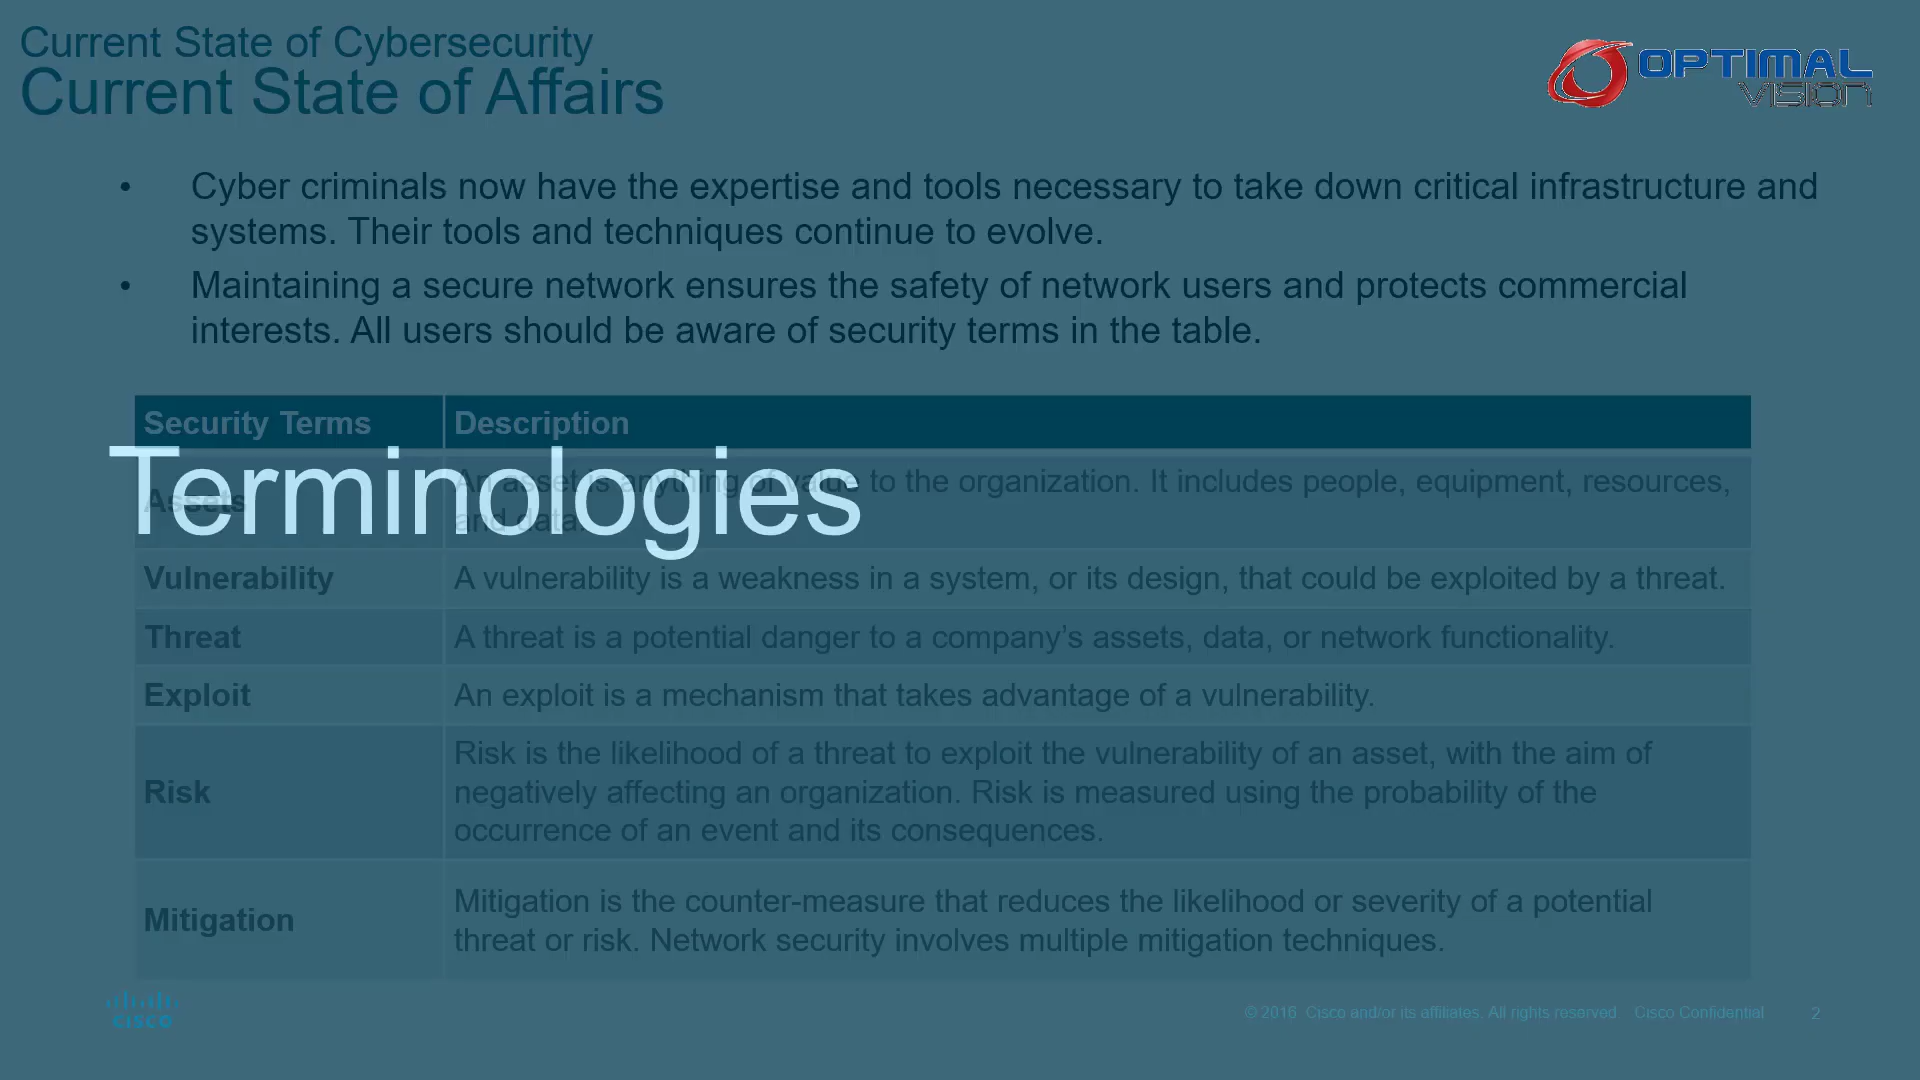 Current State of Cybersecurity
Current State of Affairs
OPTIMAL
VISION
• Cyber criminals now have the expertise and tools necessary to take down critical infrastructure and
systems. Their tools and techniques continue to evolve.
• Maintaining a secure network ensures the safety of network users and protects commercial
interests. All users should be aware of security terms in the table.
Security Terms Description
Terminologies
Assets An asset is anything of value to the organization. It includes people, equipment, resources,
and data.
Vulnerability A vulnerability is a weakness in a system, or its design, that could be exploited by a threat.
Threat A threat is a potential danger to a company’s assets, data, or network functionality.
Exploit An exploit is a mechanism that takes advantage of a vulnerability.
Risk Risk is the likelihood of a threat to exploit the vulnerability of an asset, with the aim of
negatively affecting an organization. Risk is measured using the probability of the
occurrence of an event and its consequences.
Mitigation Mitigation is the counter-measure that reduces the likelihood or severity of a potential
threat or risk. Network security involves multiple mitigation techniques.
CISCO
© 2016 Cisco and/or its affiliates. All rights reserved. Cisco Confidential 2